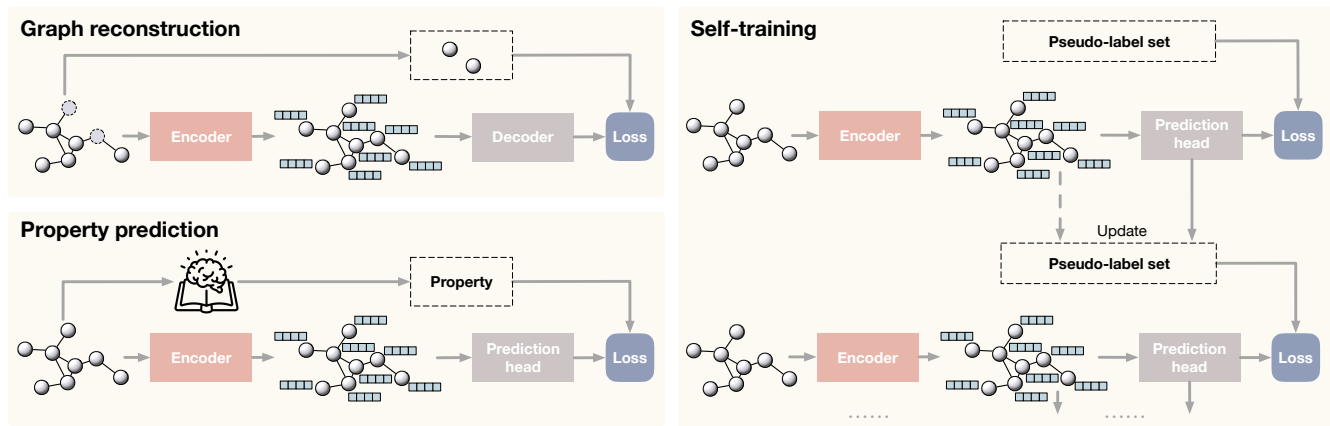 Graph reconstruction
Encoder
Decoder
Loss
Property prediction
Property
Encoder
Prediction
head
Loss
Self-training
Pseudo-label set
Encoder
Prediction
head
Loss
Update
Pseudo-label set
Encoder
Prediction
head
Loss
......
......